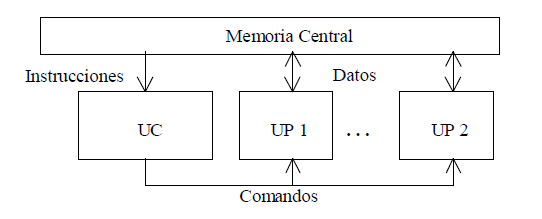 Memoria Central
Instrucciones
Datos
UC
UP 1
...
UP 2
Comandos